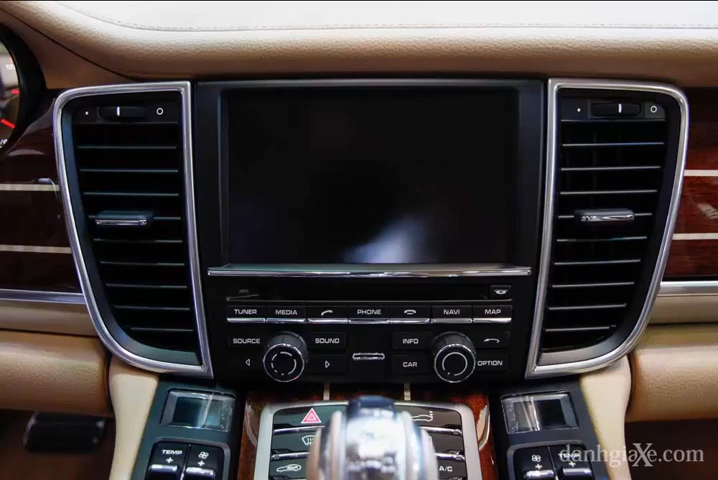 TUNER MEDIA PHONE NAVI MAP
SOURCE SOUND INFO
CAR OPTION
TEMP
A/C
danhgiaXe.com